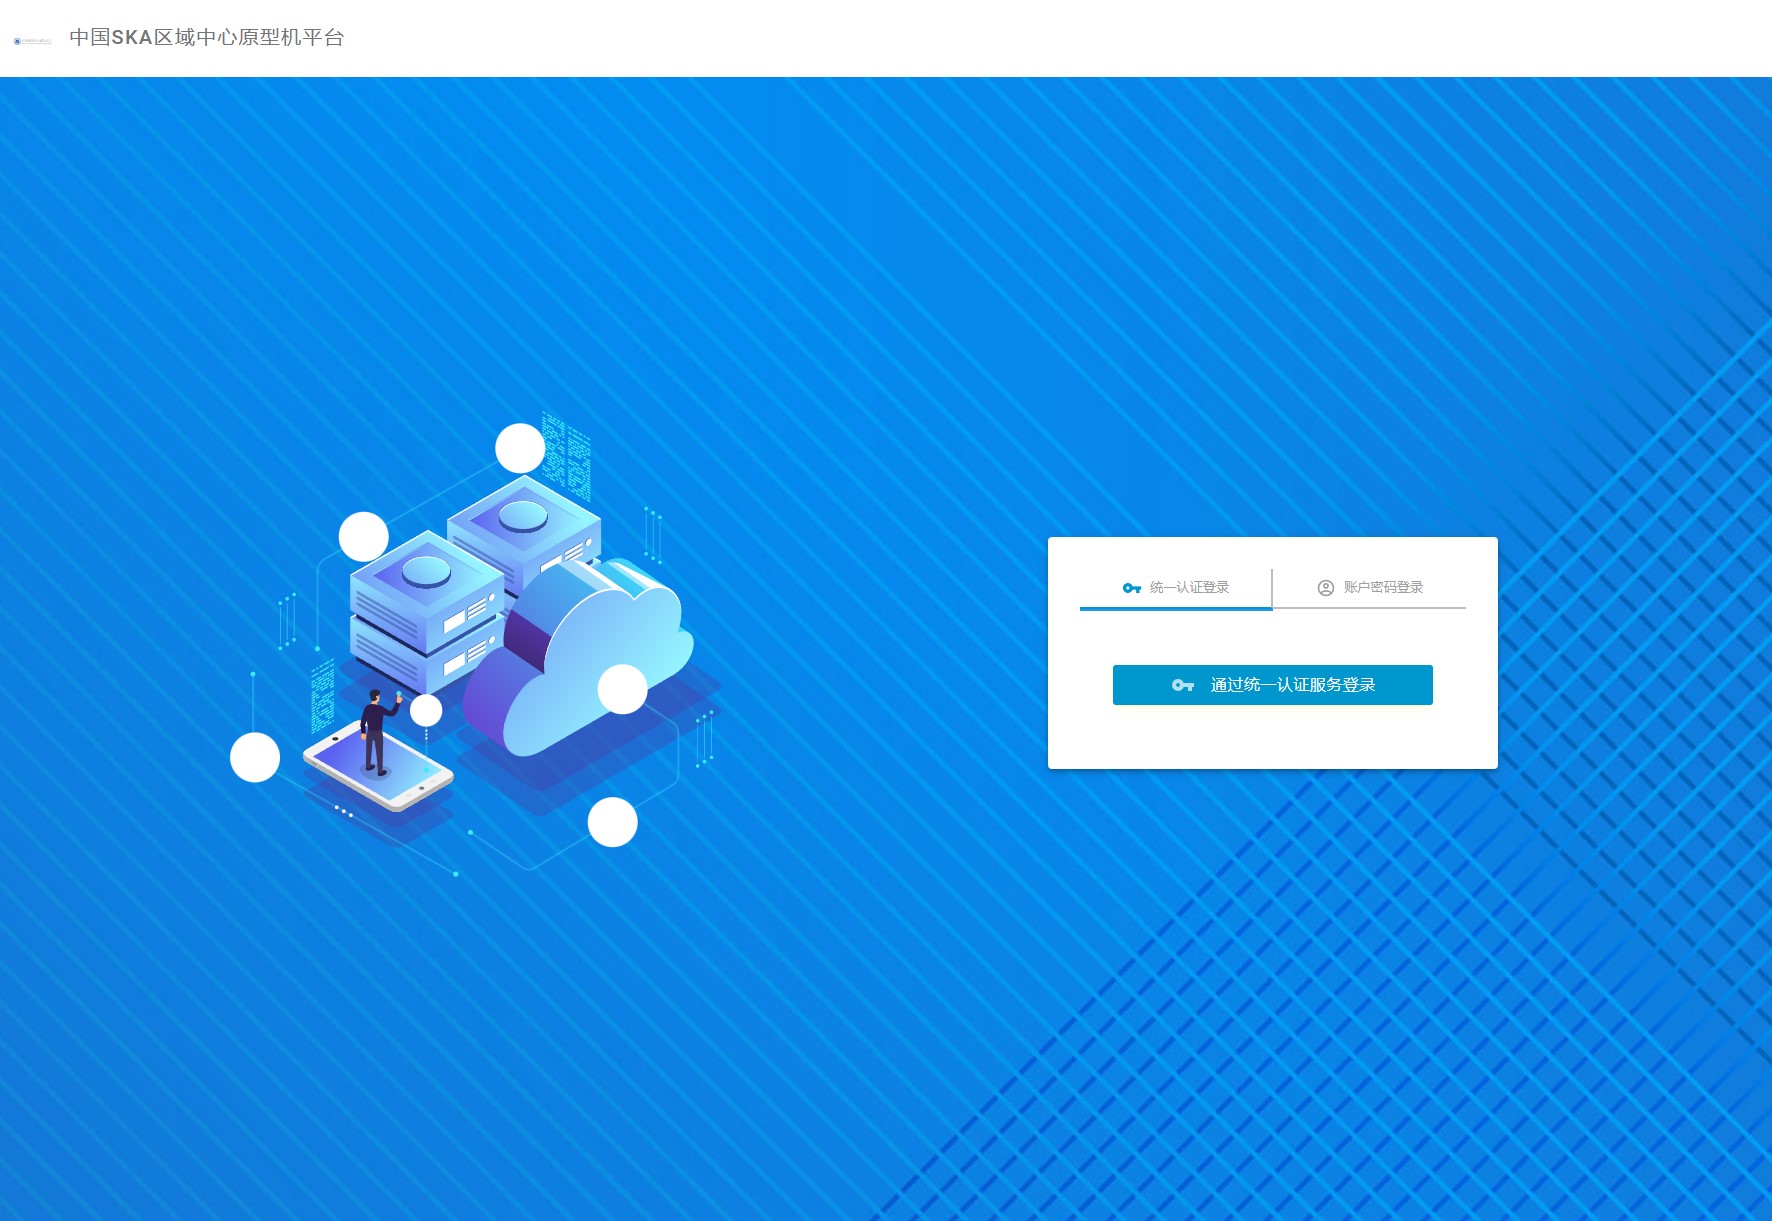 中国SKA区域中心原型机平台
统一认证登录
账户密码登录
通过统一认证服务登录